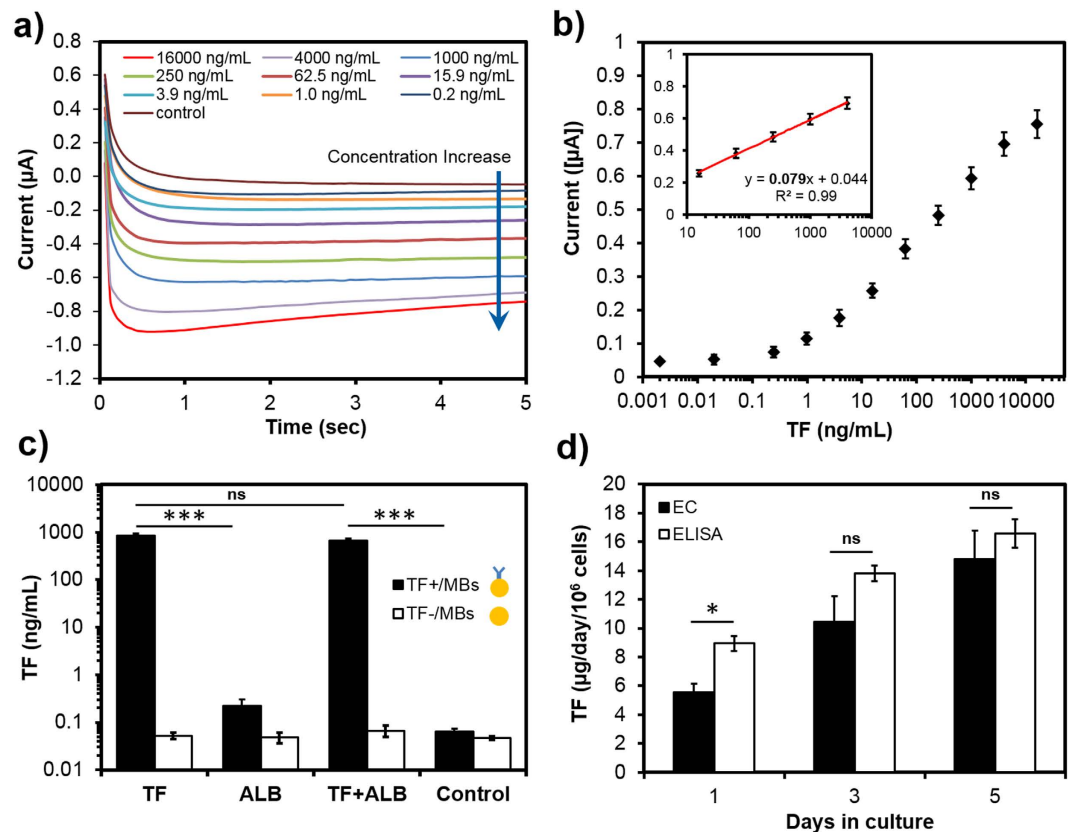 a)
0.8
0.6
0.4
0.2
0.0
-0.2
-0.4
-0.6
-0.8
-1.0
-1.2
Current (µA)
16000 ng/mL 4000 ng/mL 1000 ng/mL
250 ng/mL 62.5 ng/mL 15.9 ng/mL
3.9 ng/mL 1.0 ng/mL 0.2 ng/mL
control
Concentration Increase
0 1 2 3 4 5
Time (sec)
b)
1
0.9
0.8
0.7
0.6
0.5
0.4
0.3
0.2
0.1
0
Current ([µA])
1
0.8
0.6
0.4
0.2
0
y = 0.079x + 0.044
R² = 0.99
10 100 1000 10000
0.001 0.01 0.1 1 10 100 1000 10000
TF (ng/mL)
c)
10000
1000
100
10
1
0.1
0.01
TF (ng/mL)
ns
*** ***
TF+/MBs
TF-/MBs
TF ALB TF+ALB Control
d)
20
18
16
14
12
10
8
6
4
2
0
TF (µg/day/10⁶ cells)
EC
ELISA
*
ns
ns
1 3 5
Days in culture